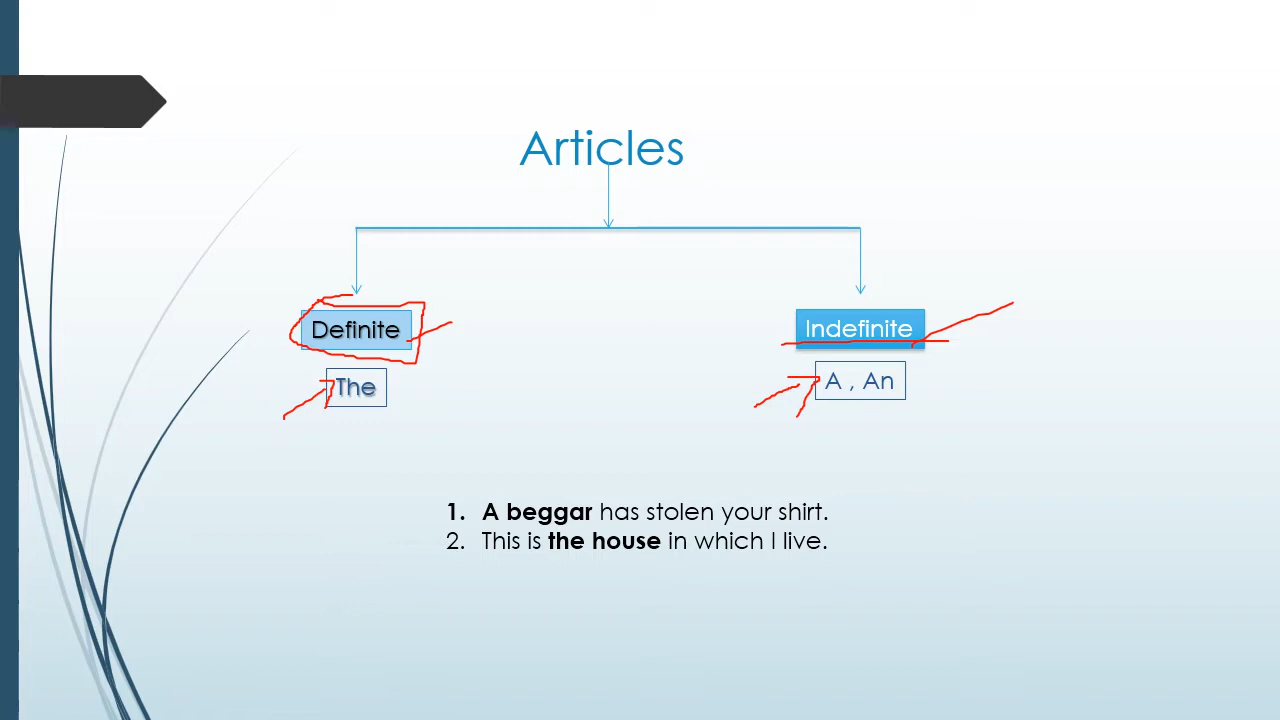 Articles
Definite
Indefinite
The
A , An
1. A beggar has stolen your shirt.
2. This is the house in which I live.